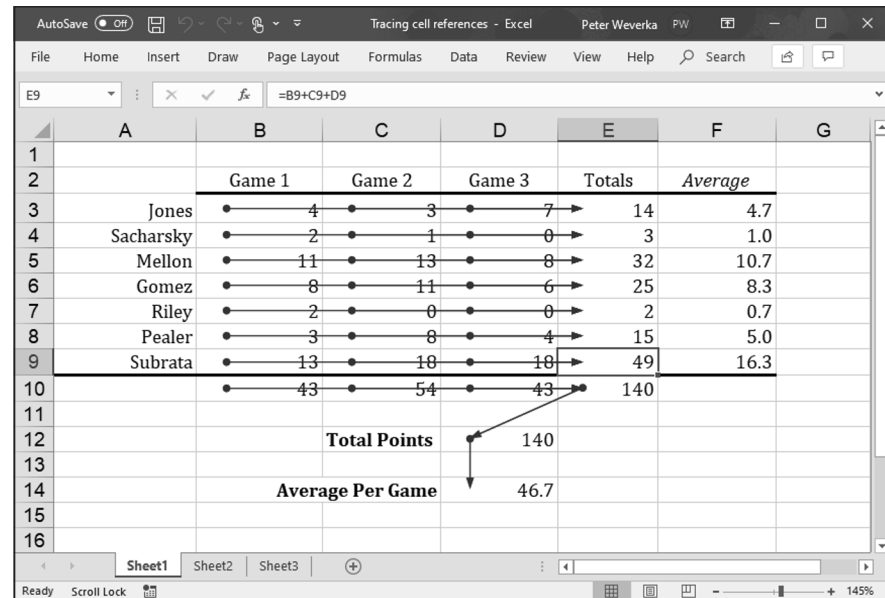 AutoSave Off Tracing cell references - Excel Peter Weverka PW
File Home Insert Draw Page Layout Formulas Data Review View Help Search
E9 fx =B9+C9+D9
A B C D E F G
1
2 Game 1 Game 2 Game 3 Totals Average
3 Jones 4 3 7 14 4.7
4 Sacharsky 2 1 0 3 1.0
5 Mellon 11 13 8 32 10.7
6 Gomez 8 11 6 25 8.3
7 Riley 2 0 0 2 0.7
8 Pealer 3 8 4 15 5.0
9 Subrata 13 18 18 49 16.3
10 43 54 43 140
11
12 Total Points 140
13
14 Average Per Game 46.7
15
16
Sheet1 Sheet2 Sheet3
Ready Scroll Lock 145%